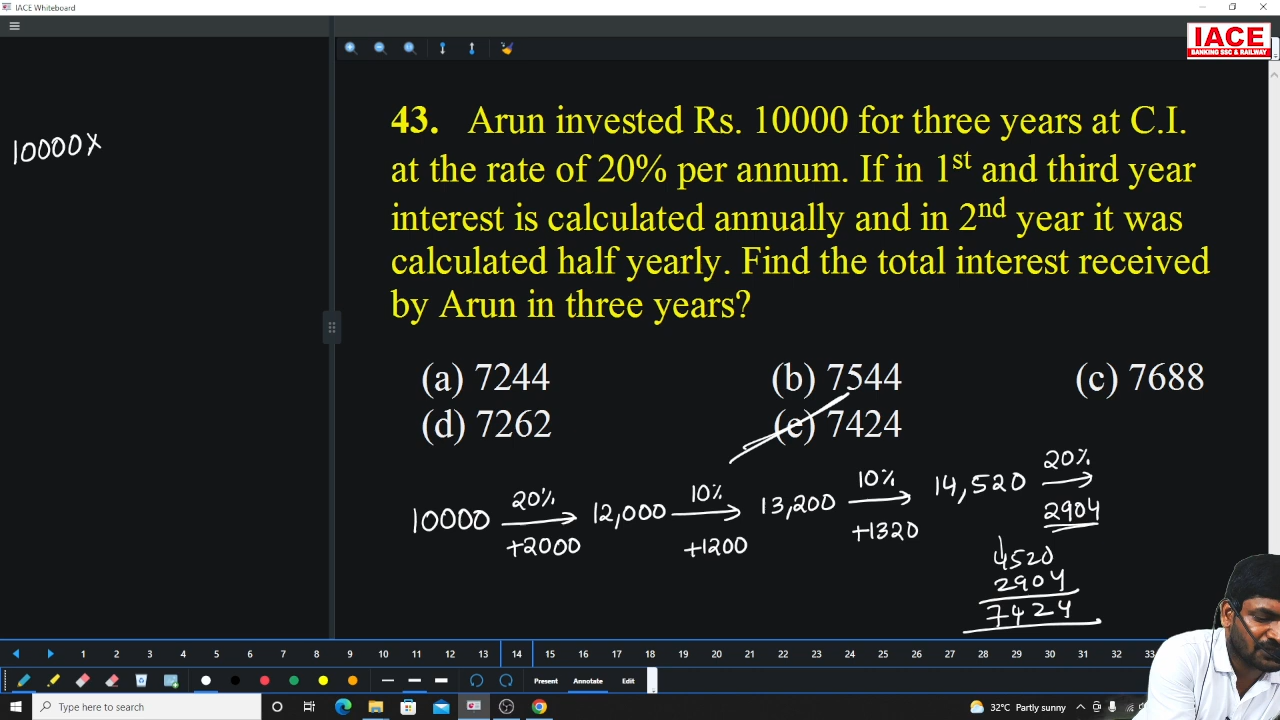 IACE Whiteboard
IACE
BANKING SSC & RAILWAY
10000x
43. Arun invested Rs. 10000 for three years at C.I.
at the rate of 20% per annum. If in 1st and third year
interest is calculated annually and in 2nd year it was
calculated half yearly. Find the total interest received
by Arun in three years?
(a) 7244 (b) 7544 (c) 7688
(d) 7262 (e) 7424
10000 20% +2000 12,000 10% +1200 13,200 10% +1320 14,520 20% 2904
4520
2904
7424
1 2 3 4 5 6 7 8 9 10 11 12 13 14 15 16 17 18 19 20 21 22 23 24 25 26 27 28 29 30 31 32 33
Present Annotate Edit
Type here to search
32°C Partly sunny